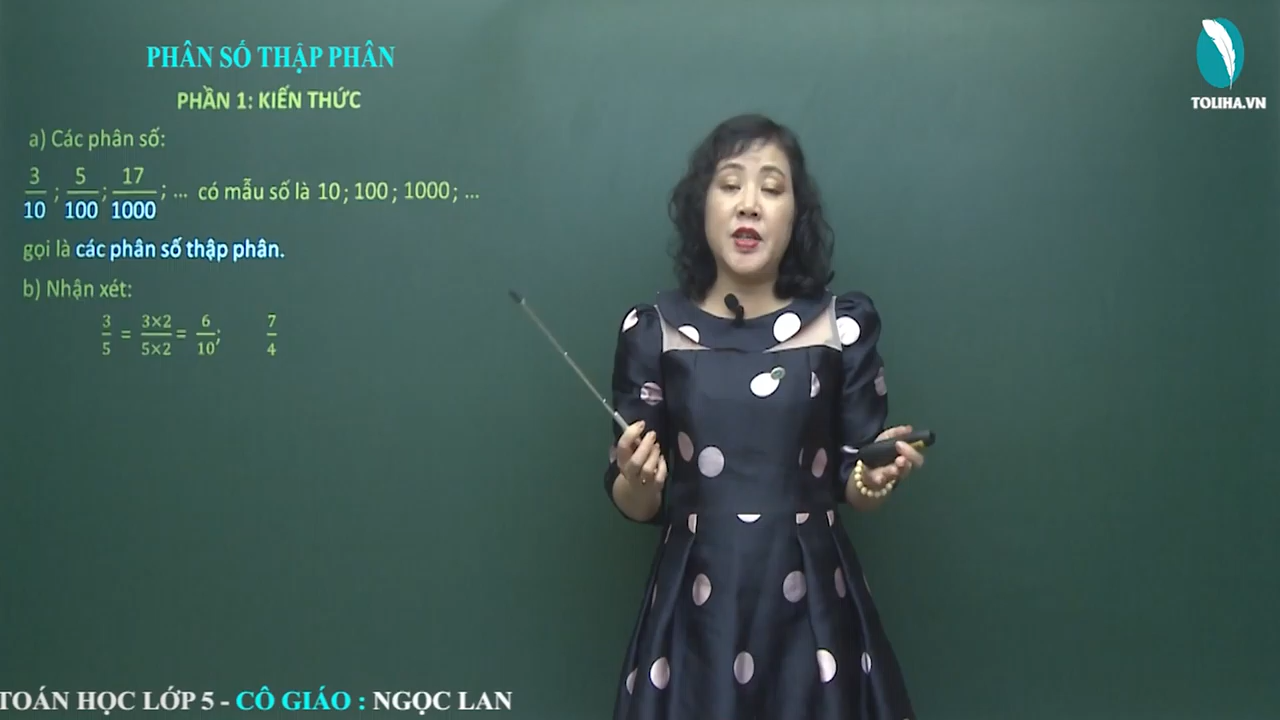 PHÂN SỐ THẬP PHÂN
PHẦN 1: KIẾN THỨC
a) Các phân số:
3/10 ; 5/100 ; 17/1000 ; ... có mẫu số là 10 ; 100 ; 1000 ; ...
gọi là các phân số thập phân.
b) Nhận xét:
3/5 = 3×2/5×2 = 6/10; 7/4
TOLIHA.VN
TOÁN HỌC LỚP 5 - CÔ GIÁO : NGỌC LAN